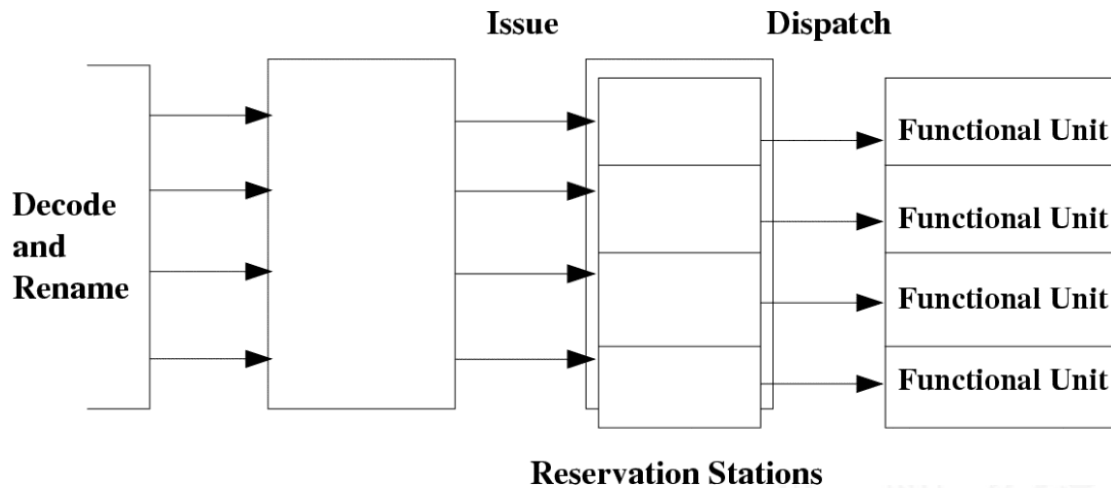 Issue
Dispatch
Decode
and
Rename
Functional Unit
Functional Unit
Functional Unit
Functional Unit
Reservation Stations